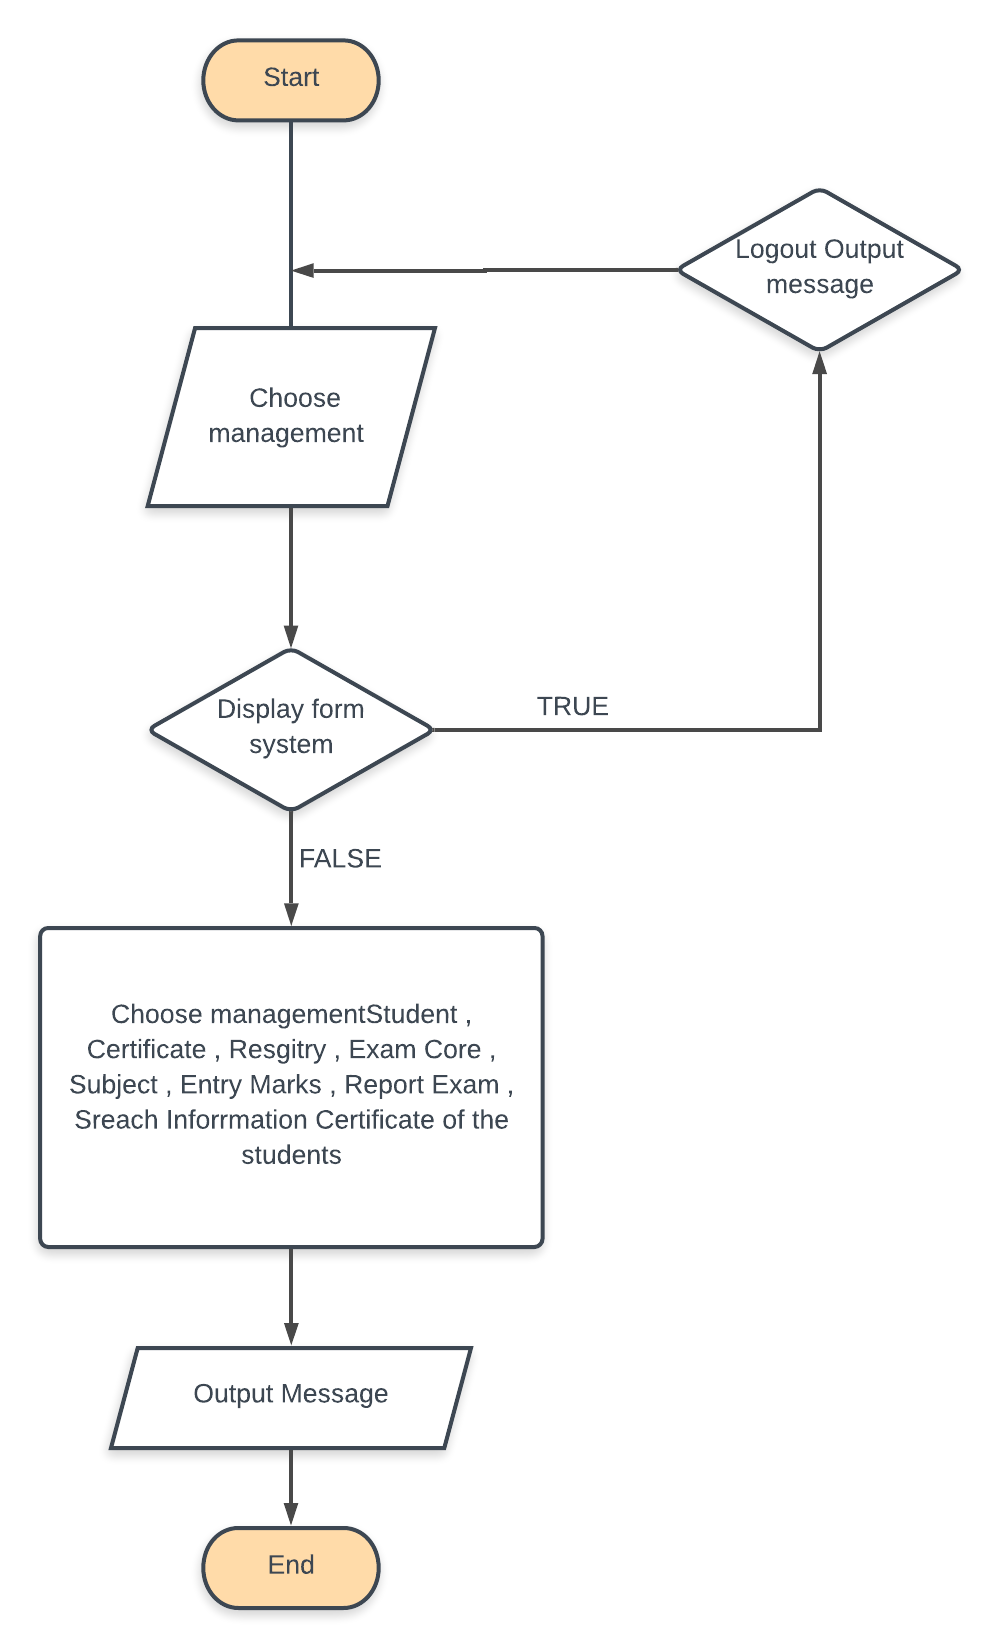 Start
Logout Output
message
Choose
management
Display form
system
TRUE
FALSE
Choose managementStudent ,
Certificate , Resgitry , Exam Core ,
Subject , Entry Marks , Report Exam ,
Sreach Inforrmation Certificate of the
students
Output Message
End